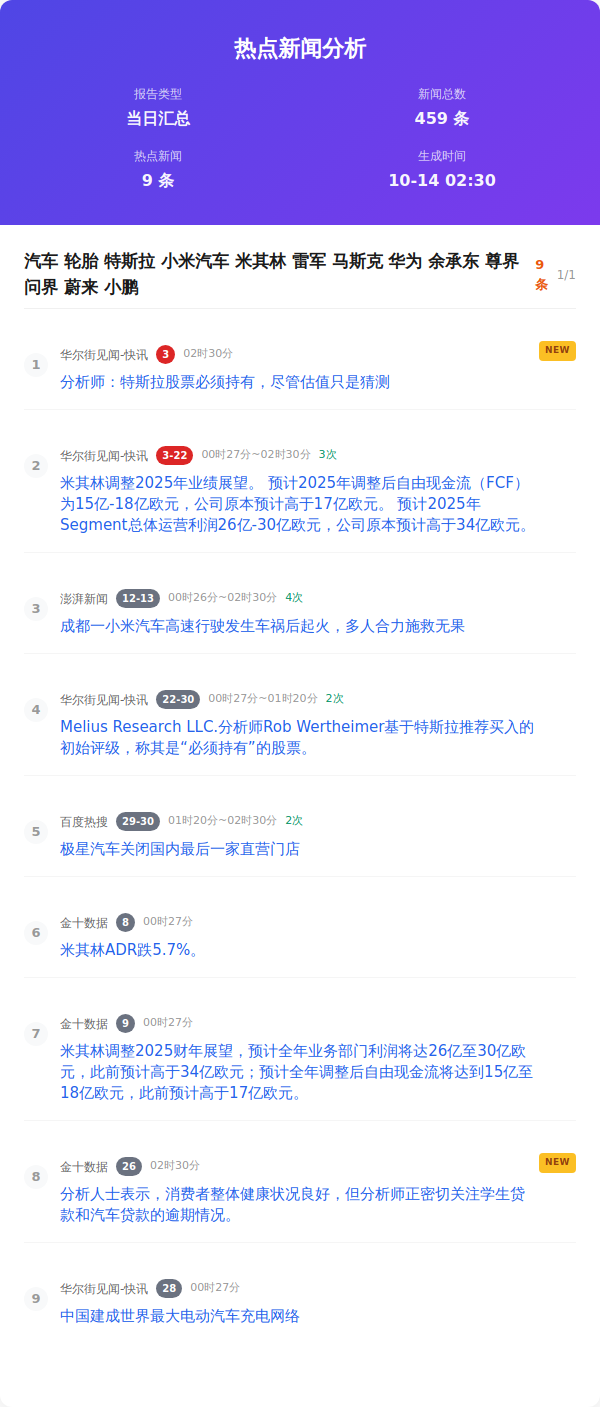 热点新闻分析
报告类型
新闻总数
当日汇总
459 条
热点新闻
生成时间
9 条
10-14 02:30
汽车 轮胎 特斯拉 小米汽车 米其林 雷军 马斯克 华为 余承东 尊界
问界 蔚来 小鹏
9
条
1/1
1
华尔街见闻-快讯 3 02时30分
NEW
分析师：特斯拉股票必须持有，尽管估值只是猜测
2
华尔街见闻-快讯 3-22 00时27分~02时30分 3次
米其林调整2025年业绩展望。 预计2025年调整后自由现金流（FCF）
为15亿-18亿欧元，公司原本预计高于17亿欧元。 预计2025年
Segment总体运营利润26亿-30亿欧元，公司原本预计高于34亿欧元。
3
澎湃新闻 12-13 00时26分~02时30分 4次
成都一小米汽车高速行驶发生车祸后起火，多人合力施救无果
4
华尔街见闻-快讯 22-30 00时27分~01时20分 2次
Melius Research LLC.分析师Rob Wertheimer基于特斯拉推荐买入的
初始评级，称其是“必须持有”的股票。
5
百度热搜 29-30 01时20分~02时30分 2次
极星汽车关闭国内最后一家直营门店
6
金十数据 8 00时27分
米其林ADR跌5.7%。
7
金十数据 9 00时27分
米其林调整2025财年展望，预计全年业务部门利润将达26亿至30亿欧
元，此前预计高于34亿欧元；预计全年调整后自由现金流将达到15亿至
18亿欧元，此前预计高于17亿欧元。
8
金十数据 26 02时30分
NEW
分析人士表示，消费者整体健康状况良好，但分析师正密切关注学生贷
款和汽车贷款的逾期情况。
9
华尔街见闻-快讯 28 00时27分
中国建成世界最大电动汽车充电网络